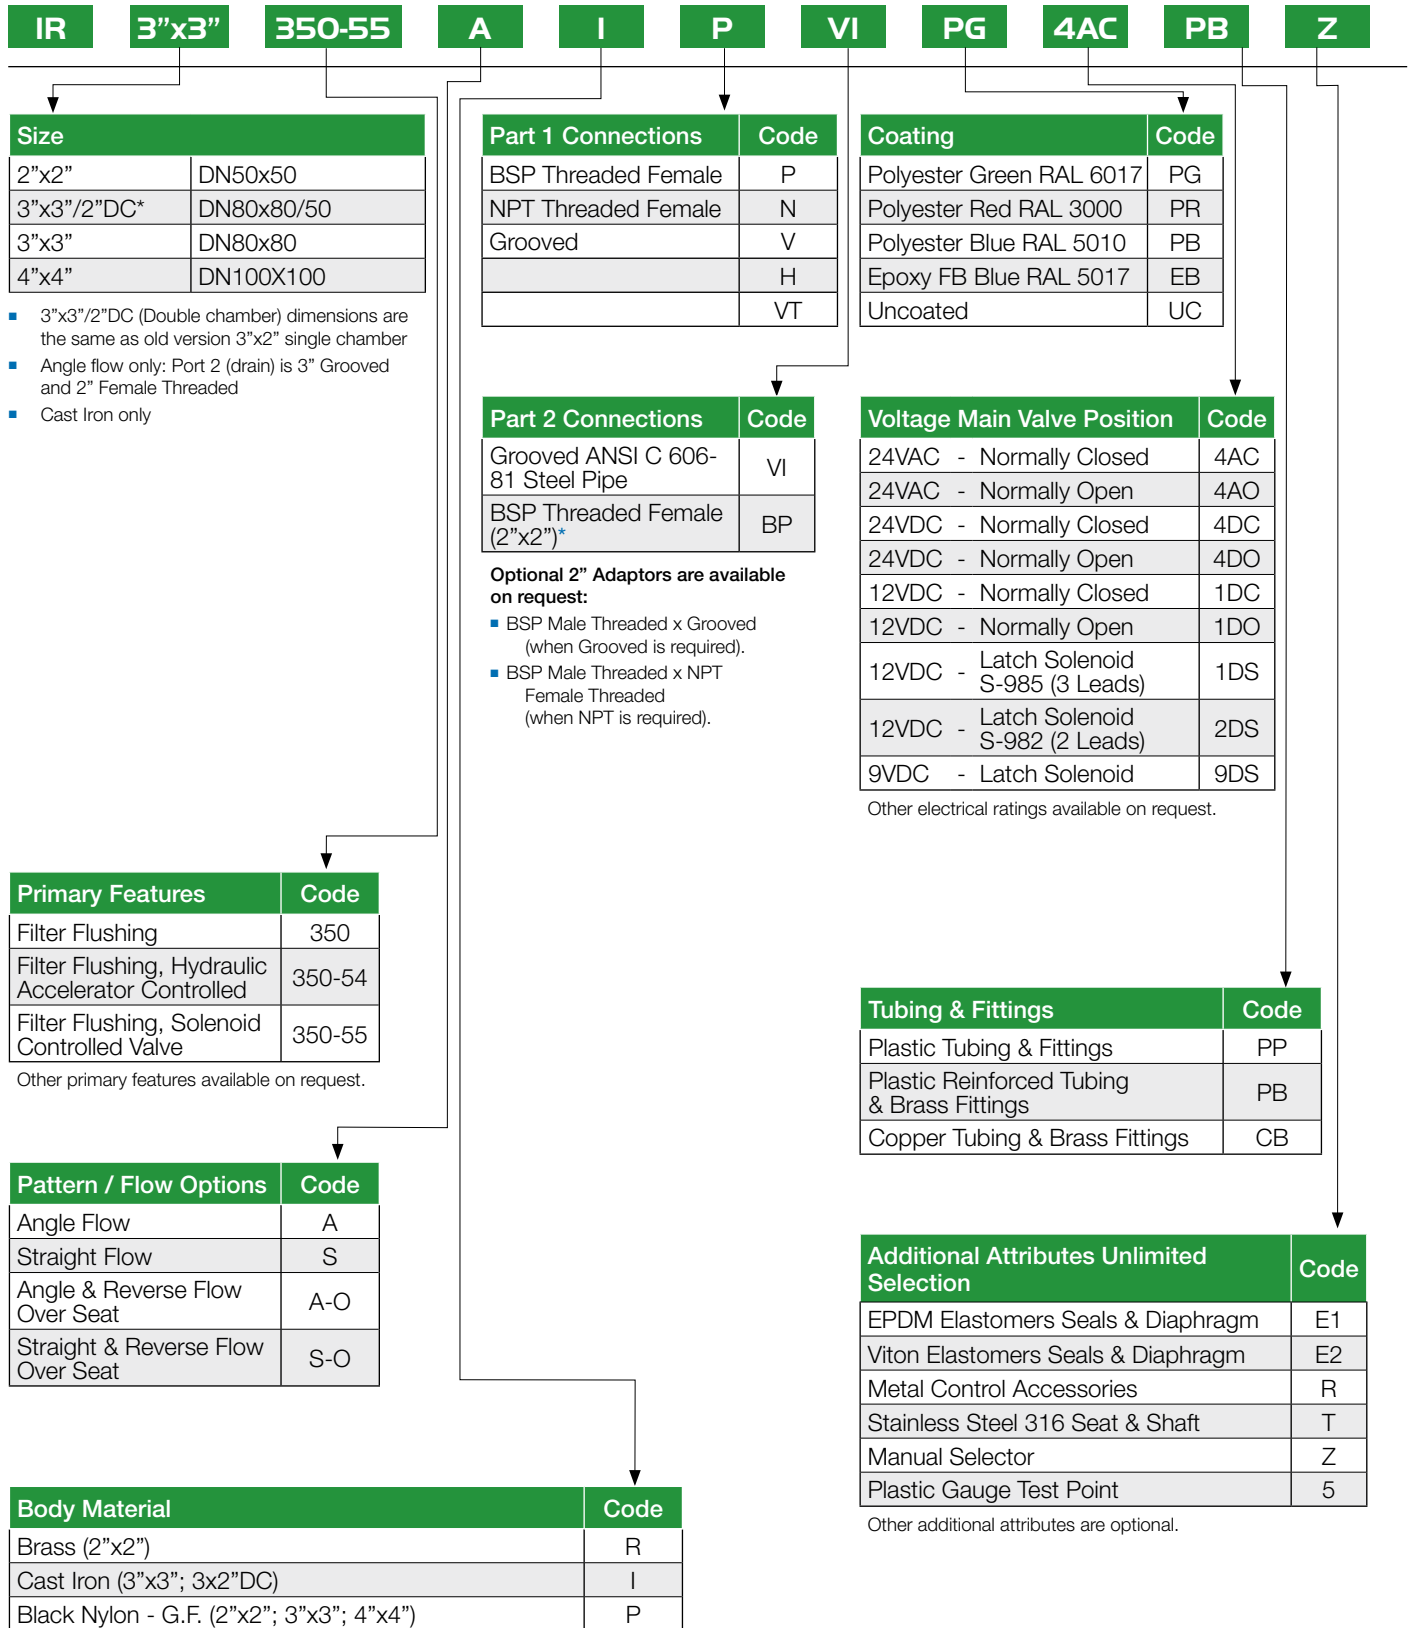 IR 3”x3” 350-55 A I P VI PG 4AC PB Z
Size
2”x2” DN50x50
3”x3”/2”DC* DN80x80/50
3”x3” DN80x80
4”x4” DN100X100
▪ 3”x3”/2”DC (Double chamber) dimensions are
the same as old version 3”x2” single chamber
▪ Angle flow only: Port 2 (drain) is 3” Grooved
and 2” Female Threaded
▪ Cast Iron only
Part 1 Connections Code
BSP Threaded Female P
NPT Threaded Female N
Grooved V
H
VT
Coating Code
Polyester Green RAL 6017 PG
Polyester Red RAL 3000 PR
Polyester Blue RAL 5010 PB
Epoxy FB Blue RAL 5017 EB
Uncoated UC
Part 2 Connections Code
Grooved ANSI C 606-
81 Steel Pipe VI
BSP Threaded Female
(2”x2”)* BP
Optional 2” Adaptors are available
on request:
▪ BSP Male Threaded x Grooved
(when Grooved is required).
▪ BSP Male Threaded x NPT
Female Threaded
(when NPT is required).
Voltage Main Valve Position Code
24VAC - Normally Closed 4AC
24VAC - Normally Open 4AO
24VDC - Normally Closed 4DC
24VDC - Normally Open 4DO
12VDC - Normally Closed 1DC
12VDC - Normally Open 1DO
12VDC - Latch Solenoid
S-985 (3 Leads) 1DS
12VDC - Latch Solenoid
S-982 (2 Leads) 2DS
9VDC - Latch Solenoid 9DS
Other electrical ratings available on request.
Primary Features Code
Filter Flushing 350
Filter Flushing, Hydraulic
Accelerator Controlled 350-54
Filter Flushing, Solenoid
Controlled Valve 350-55
Other primary features available on request.
Tubing & Fittings Code
Plastic Tubing & Fittings PP
Plastic Reinforced Tubing
& Brass Fittings PB
Copper Tubing & Brass Fittings CB
Pattern / Flow Options Code
Angle Flow A
Straight Flow S
Angle & Reverse Flow
Over Seat A-O
Straight & Reverse Flow
Over Seat S-O
Additional Attributes Unlimited
Selection Code
EPDM Elastomers Seals & Diaphragm E1
Viton Elastomers Seals & Diaphragm E2
Metal Control Accessories R
Stainless Steel 316 Seat & Shaft T
Manual Selector Z
Plastic Gauge Test Point 5
Other additional attributes are optional.
Body Material Code
Brass (2”x2”) R
Cast Iron (3”x3”; 3x2”DC) I
Black Nylon - G.F. (2”x2”; 3”x3”; 4”x4”) P